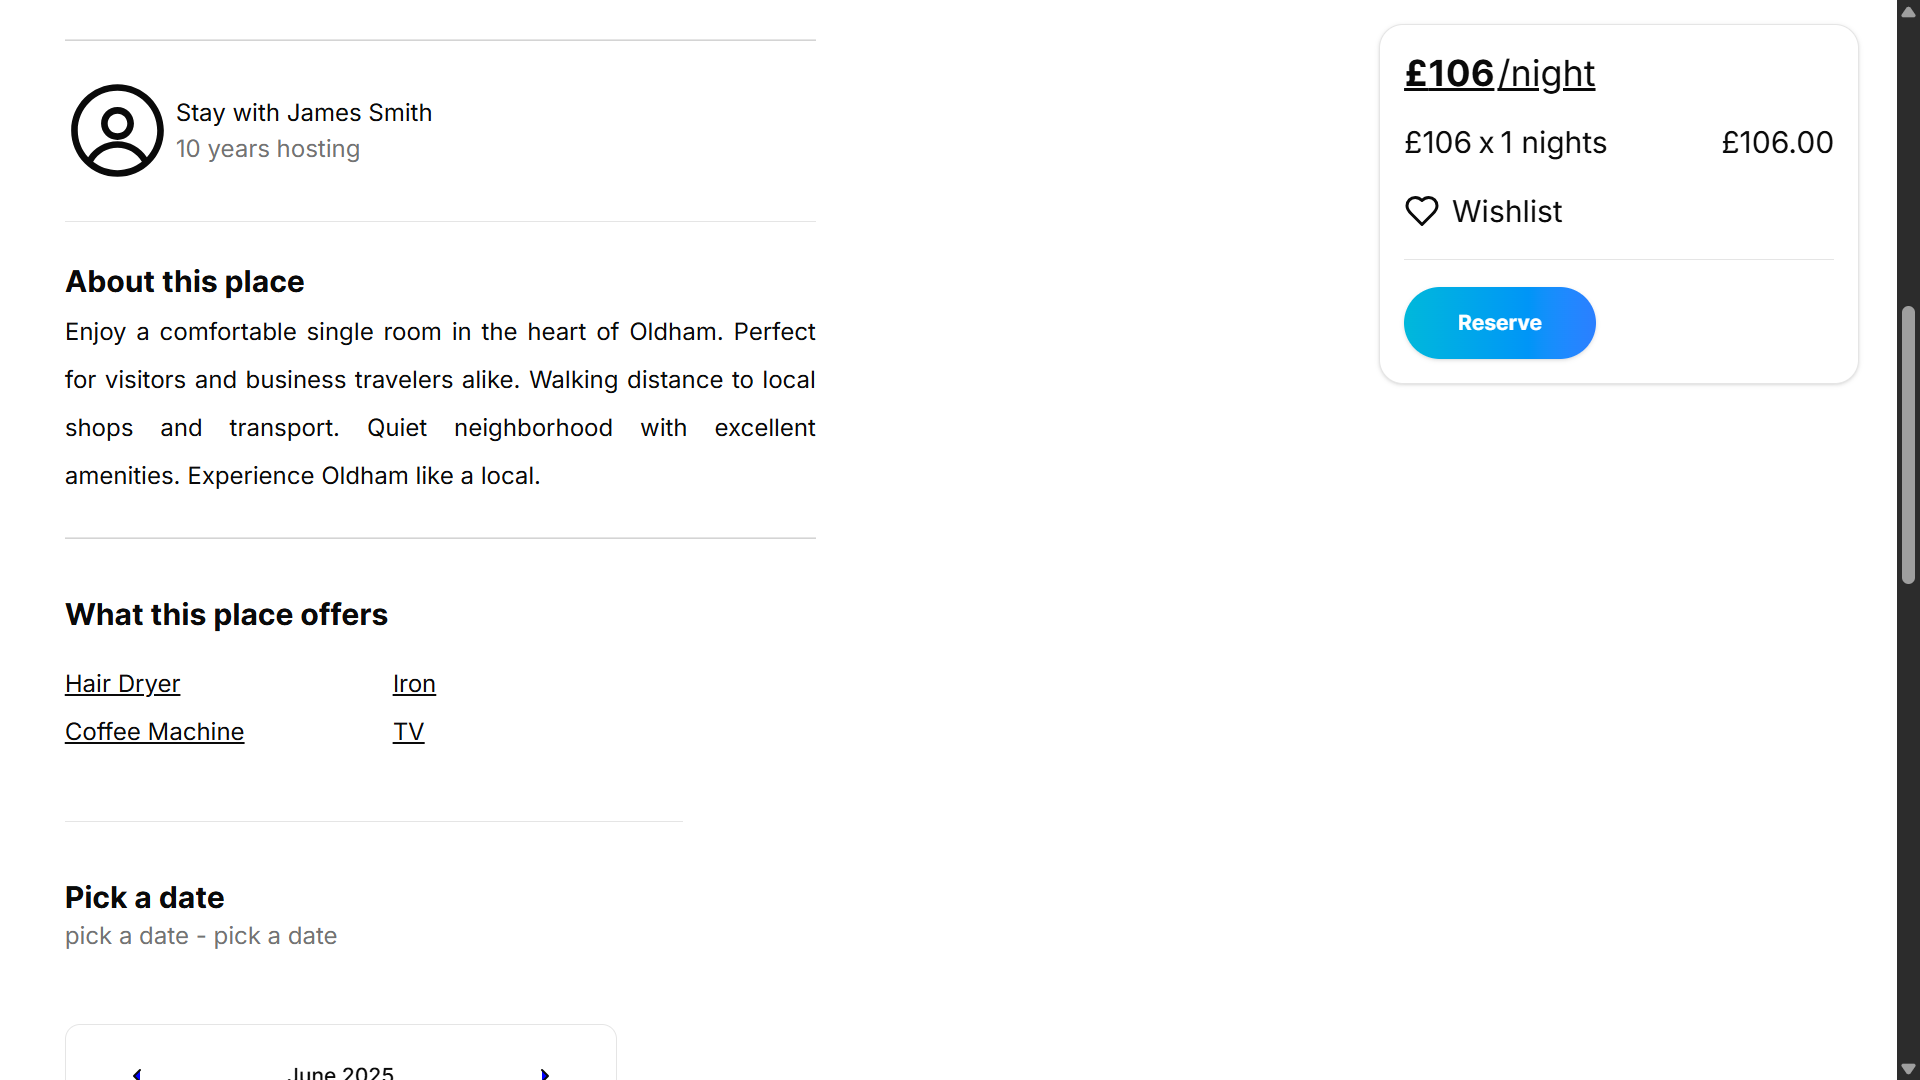 Stay with James Smith
10 years hosting
About this place
Enjoy a comfortable single room in the heart of Oldham. Perfect
for visitors and business travelers alike. Walking distance to local
shops and transport. Quiet neighborhood with excellent
amenities. Experience Oldham like a local.
What this place offers
Hair Dryer
Iron
Coffee Machine
TV
Pick a date
pick a date - pick a date
June 2025
£106/night
£106 x 1 nights
£106.00
Wishlist
Reserve